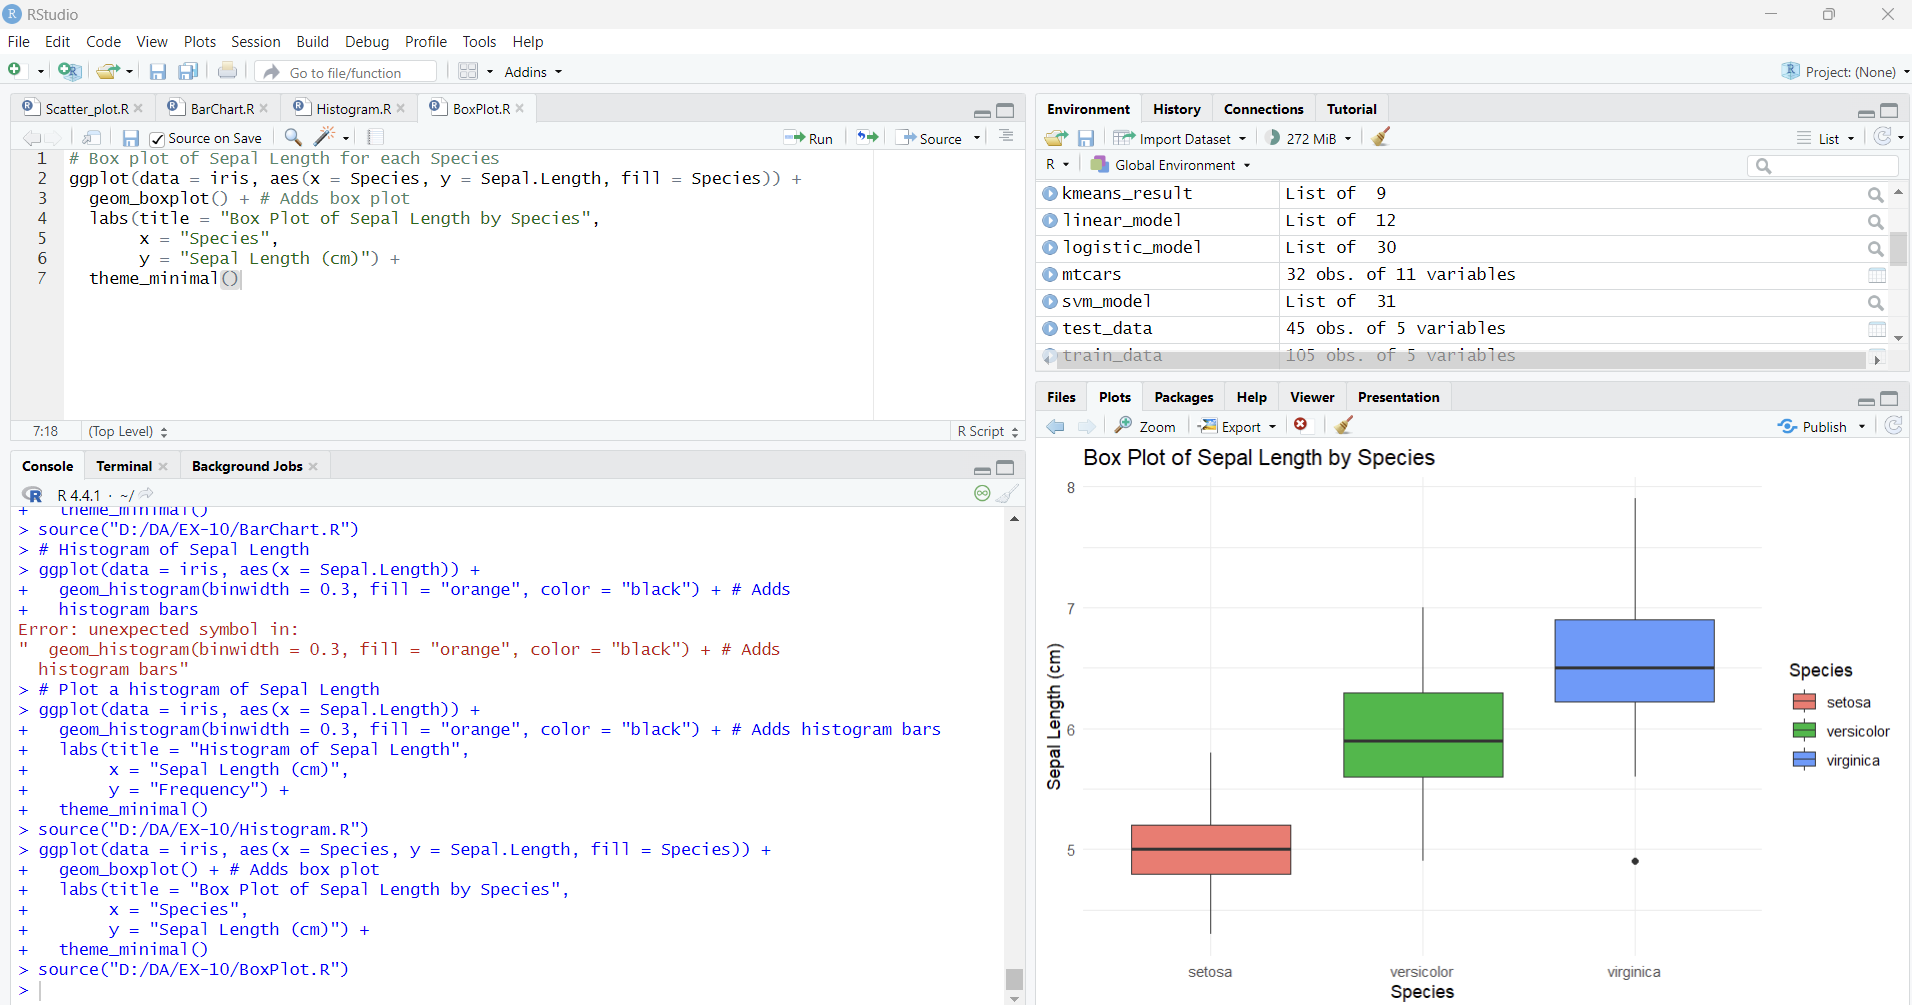 RStudio
File Edit Code View Plots Session Build Debug Profile Tools Help
Go to file/function Addins Project: (None)
Scatter_plot.R BarChart.R Histogram.R BoxPlot.R
Source on Save Run Source
1 # Box plot of Sepal Length for each Species
2 ggplot(data = iris, aes(x = Species, y = Sepal.Length, fill = Species)) +
3   geom_boxplot() + # Adds box plot
4   labs(title = "Box Plot of Sepal Length by Species",
5        x = "Species",
6        y = "Sepal Length (cm)") +
7   theme_minimal()
7:18 (Top Level) R Script
Console Terminal Background Jobs
R 4.4.1 · ~/
+   theme_minimal()
> source("D:/DA/EX-10/BarChart.R")
> # Histogram of Sepal Length
> ggplot(data = iris, aes(x = Sepal.Length)) +
+   geom_histogram(binwidth = 0.3, fill = "orange", color = "black") + # Adds
+   histogram bars
Error: unexpected symbol in:
"  geom_histogram(binwidth = 0.3, fill = "orange", color = "black") + # Adds
  histogram bars"
> # Plot a histogram of Sepal Length
> ggplot(data = iris, aes(x = Sepal.Length)) +
+   geom_histogram(binwidth = 0.3, fill = "orange", color = "black") + # Adds histogram bars
+   labs(title = "Histogram of Sepal Length",
+        x = "Sepal Length (cm)",
+        y = "Frequency") +
+   theme_minimal()
> source("D:/DA/EX-10/Histogram.R")
> ggplot(data = iris, aes(x = Species, y = Sepal.Length, fill = Species)) +
+   geom_boxplot() + # Adds box plot
+   labs(title = "Box Plot of Sepal Length by Species",
+        x = "Species",
+        y = "Sepal Length (cm)") +
+   theme_minimal()
> source("D:/DA/EX-10/BoxPlot.R")
>
Environment History Connections Tutorial
Import Dataset 272 MiB List
R Global Environment
kmeans_result List of 9
linear_model List of 12
logistic_model List of 30
mtcars 32 obs. of 11 variables
svm_model List of 31
test_data 45 obs. of 5 variables
train_data 105 obs. of 5 variables
Files Plots Packages Help Viewer Presentation
Zoom Export Publish
Box Plot of Sepal Length by Species
8
7
6
5
Sepal Length (cm)
setosa versicolor virginica
Species
Species
setosa
versicolor
virginica